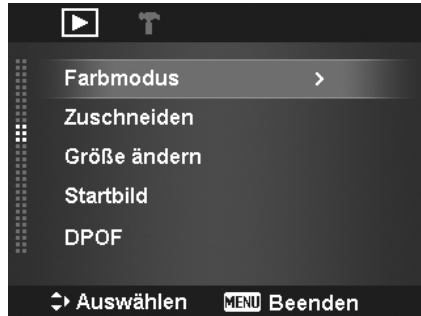 Farbmodus
Zuschneiden
Größe ändern
Startbild
DPOF
Auswählen MENU Beenden